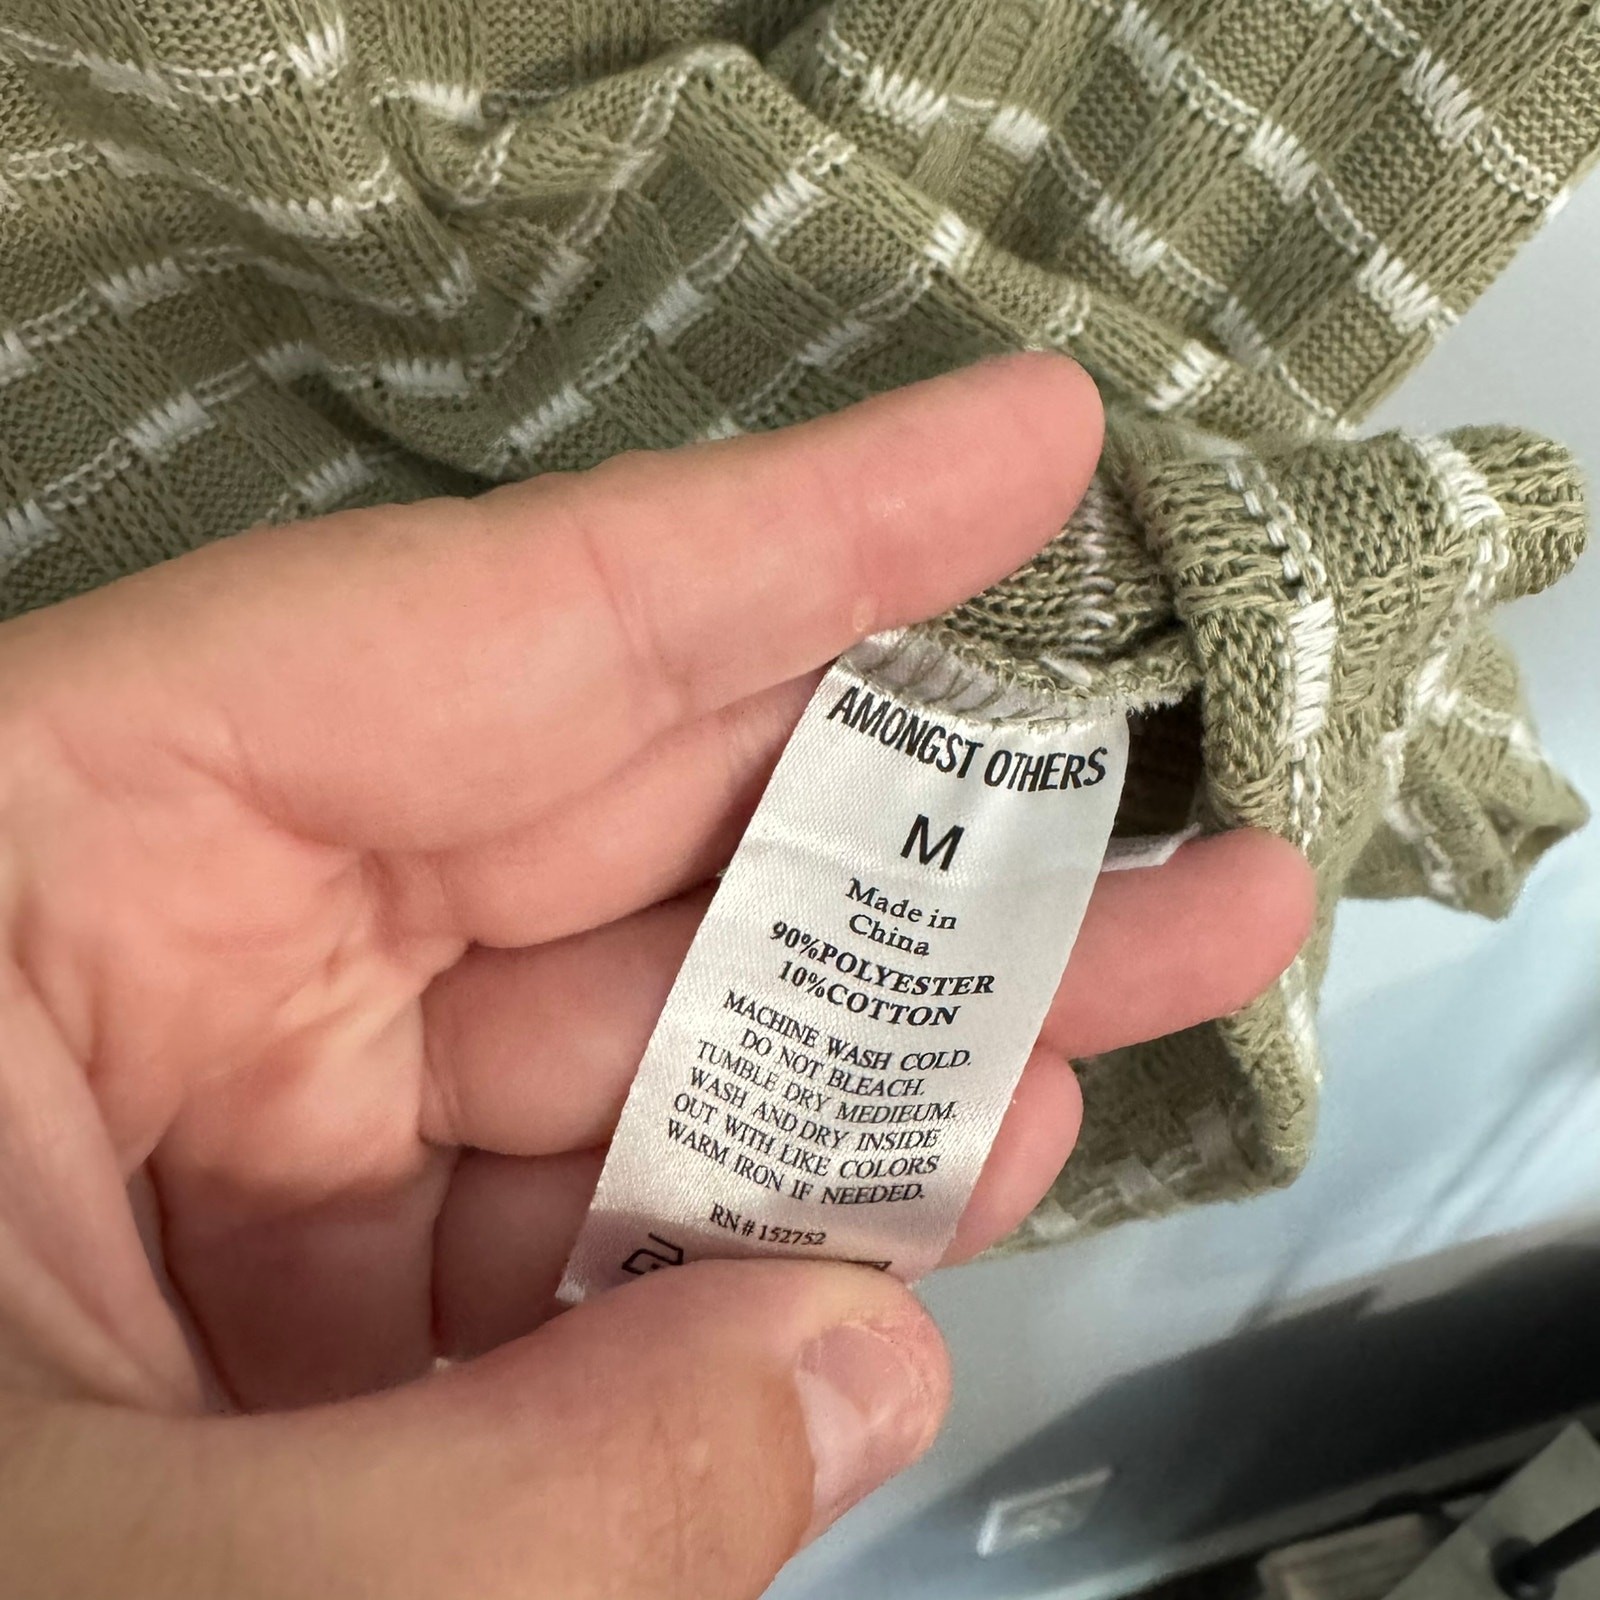 AMONGST OTHERS
M
Made in
China
90%POLYESTER
10%COTTON
MACHINE WASH COLD.
DO NOT BLEACH.
TUMBLE DRY MEDIEUM.
WASH AND DRY INSIDE
OUT WITH LIKE COLORS
WARM IRON IF NEEDED.
RN#152752